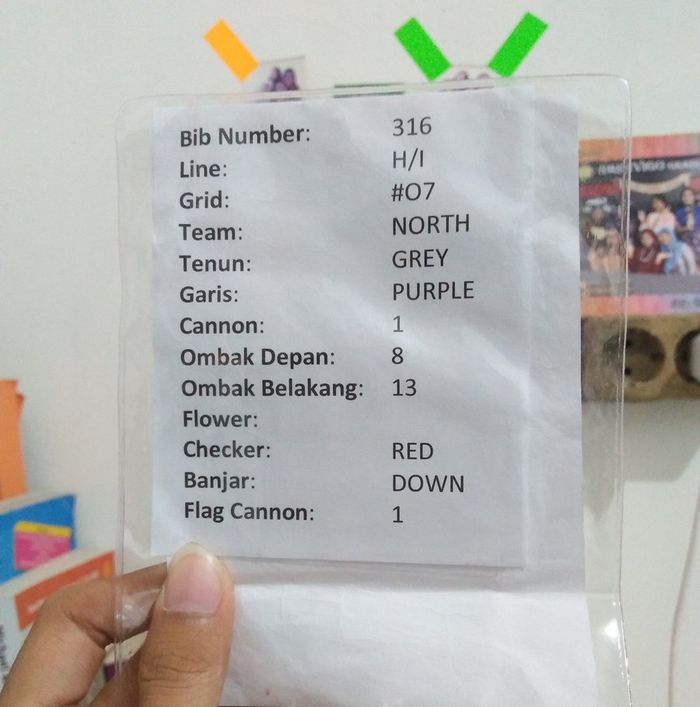 Bib Number: 316
Line: H/I
Grid: #O7
Team: NORTH
Tenun: GREY
Garis: PURPLE
Cannon: 1
Ombak Depan: 8
Ombak Belakang: 13
Flower:
Checker: RED
Banjar: DOWN
Flag Cannon: 1